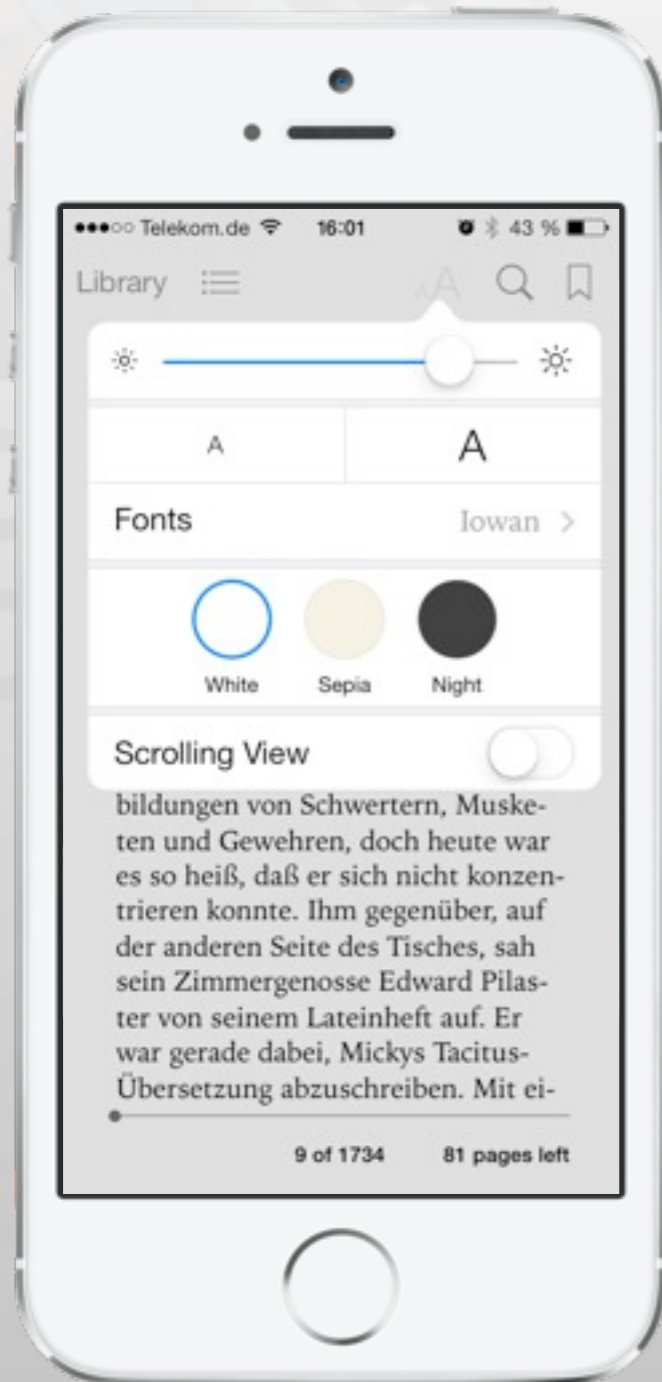 Telekom.de 16:01 43 %
Library AA
A A
Fonts Iowan >
White Sepia Night
Scrolling View
bildungen von Schwertern, Muske-
ten und Gewehren, doch heute war
es so heiß, daß er sich nicht konzen-
trieren konnte. Ihm gegenüber, auf
der anderen Seite des Tisches, sah
sein Zimmergenosse Edward Pilas-
ter von seinem Lateinheft auf. Er
war gerade dabei, Mickys Tacitus-
Übersetzung abzuschreiben. Mit ei-
9 of 1734 81 pages left